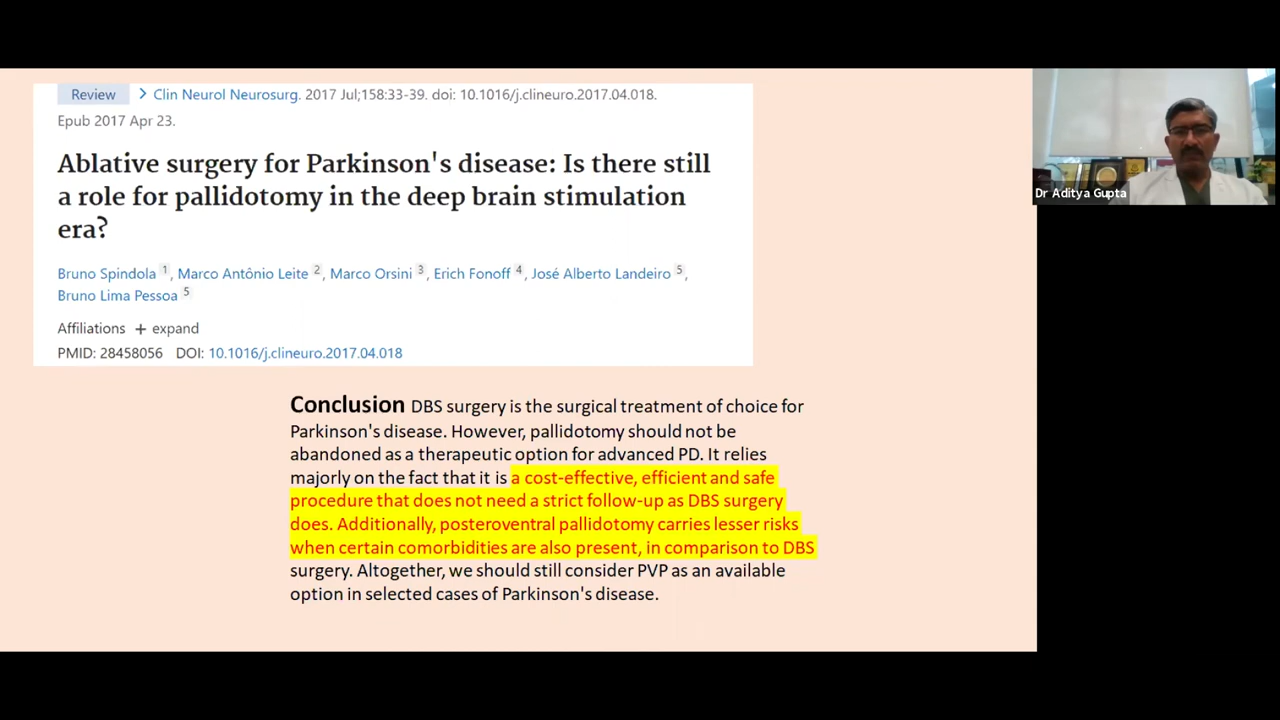 Review > Clin Neurol Neurosurg. 2017 Jul;158:33-39. doi: 10.1016/j.clineuro.2017.04.018.
Epub 2017 Apr 23.
Ablative surgery for Parkinson's disease: Is there still
a role for pallidotomy in the deep brain stimulation
era?
Bruno Spindola 1, Marco Antônio Leite 2, Marco Orsini 3, Erich Fonoff 4, José Alberto Landeiro 5,
Bruno Lima Pessoa 5
Affiliations + expand
PMID: 28458056 DOI: 10.1016/j.clineuro.2017.04.018
Conclusion DBS surgery is the surgical treatment of choice for
Parkinson's disease. However, pallidotomy should not be
abandoned as a therapeutic option for advanced PD. It relies
majorly on the fact that it is a cost-effective, efficient and safe
procedure that does not need a strict follow-up as DBS surgery
does. Additionally, posteroventral pallidotomy carries lesser risks
when certain comorbidities are also present, in comparison to DBS
surgery. Altogether, we should still consider PVP as an available
option in selected cases of Parkinson's disease.
Dr Aditya Gupta